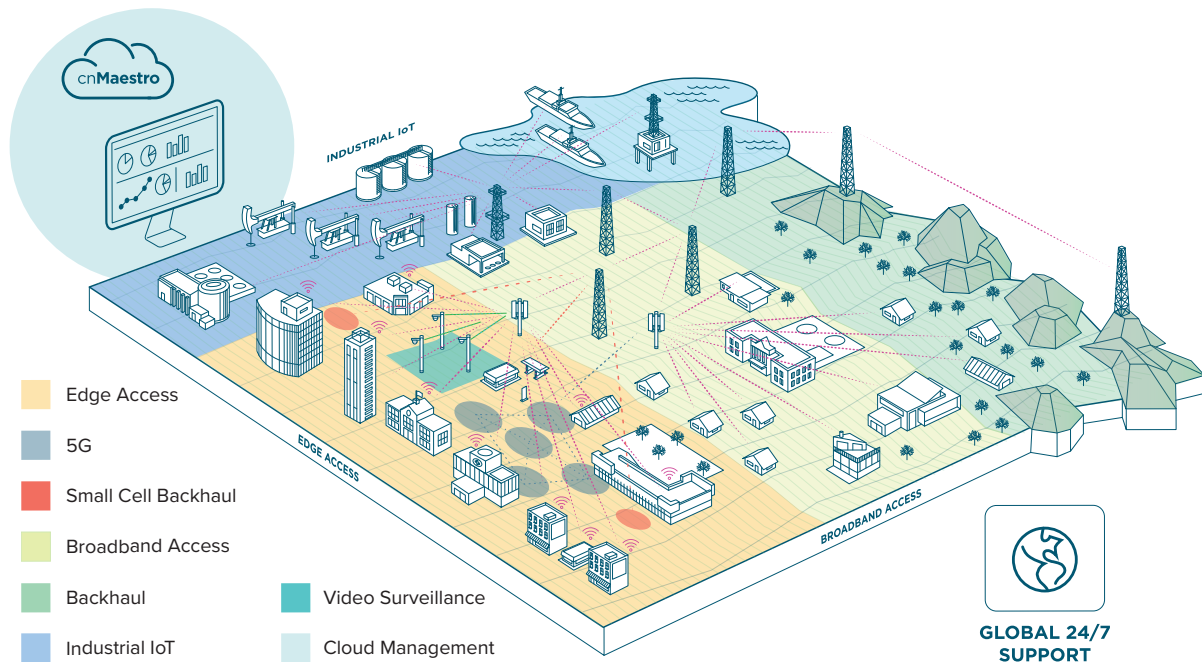 cnMaestro
INDUSTRIAL IoT
EDGE ACCESS
BROADBAND ACCESS
Edge Access
5G
Small Cell Backhaul
Broadband Access
Backhaul
Industrial IoT
Video Surveillance
Cloud Management
GLOBAL 24/7
SUPPORT